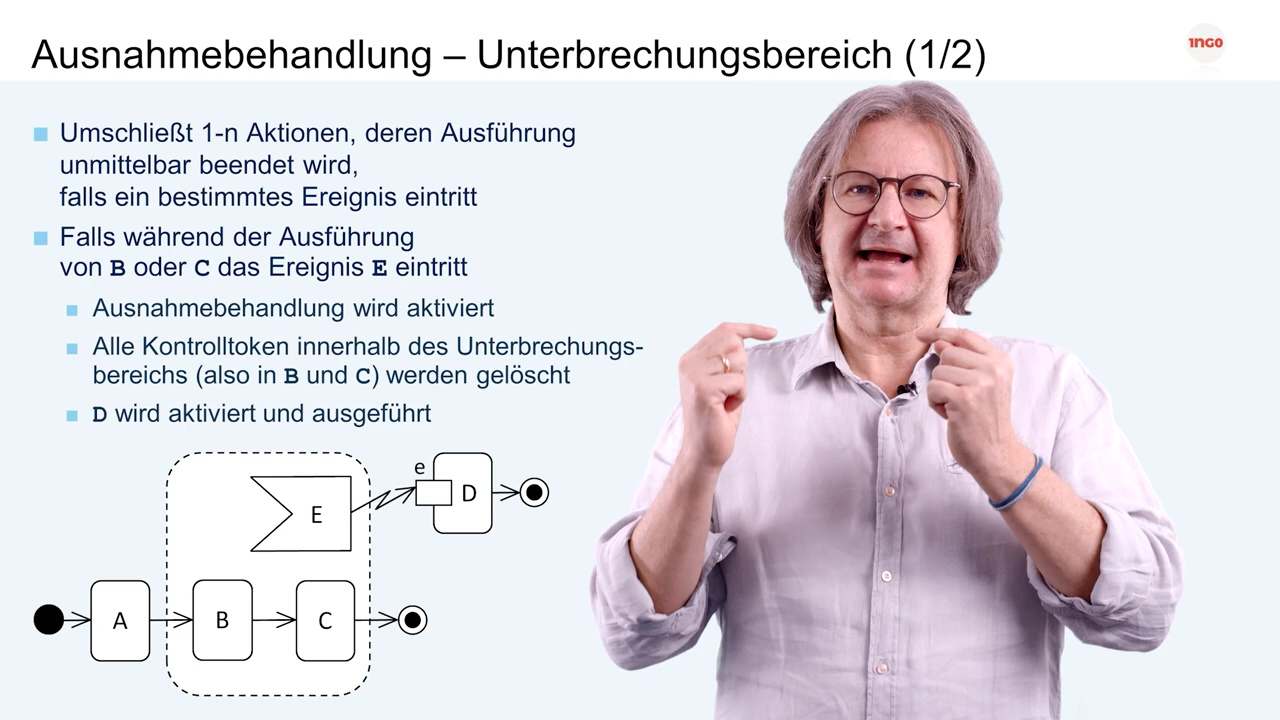 Ausnahmebehandlung – Unterbrechungsbereich (1/2)
1NGO
Umschließt 1-n Aktionen, deren Ausführung
unmittelbar beendet wird,
falls ein bestimmtes Ereignis eintritt
Falls während der Ausführung
von B oder C das Ereignis E eintritt
Ausnahmebehandlung wird aktiviert
Alle Kontrolltoken innerhalb des Unterbrechungs-
bereichs (also in B und C) werden gelöscht
D wird aktiviert und ausgeführt
e
E
D
A
B
C